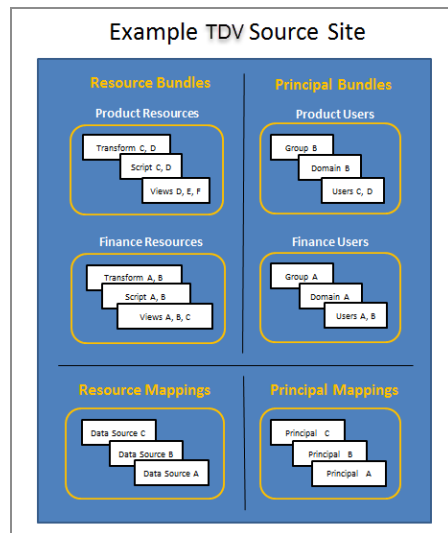 Example TDV Source Site
Resource Bundles
Principal Bundles
Product Resources
Product Users
Transform C, D
Script C, D
Views D, E, F
Group B
Domain B
Users C, D
Finance Resources
Finance Users
Transform A, B
Script A, B
Views A, B, C
Group A
Domain A
Users A, B
Resource Mappings
Principal Mappings
Data Source C
Data Source B
Data Source A
Principal C
Principal B
Principal A